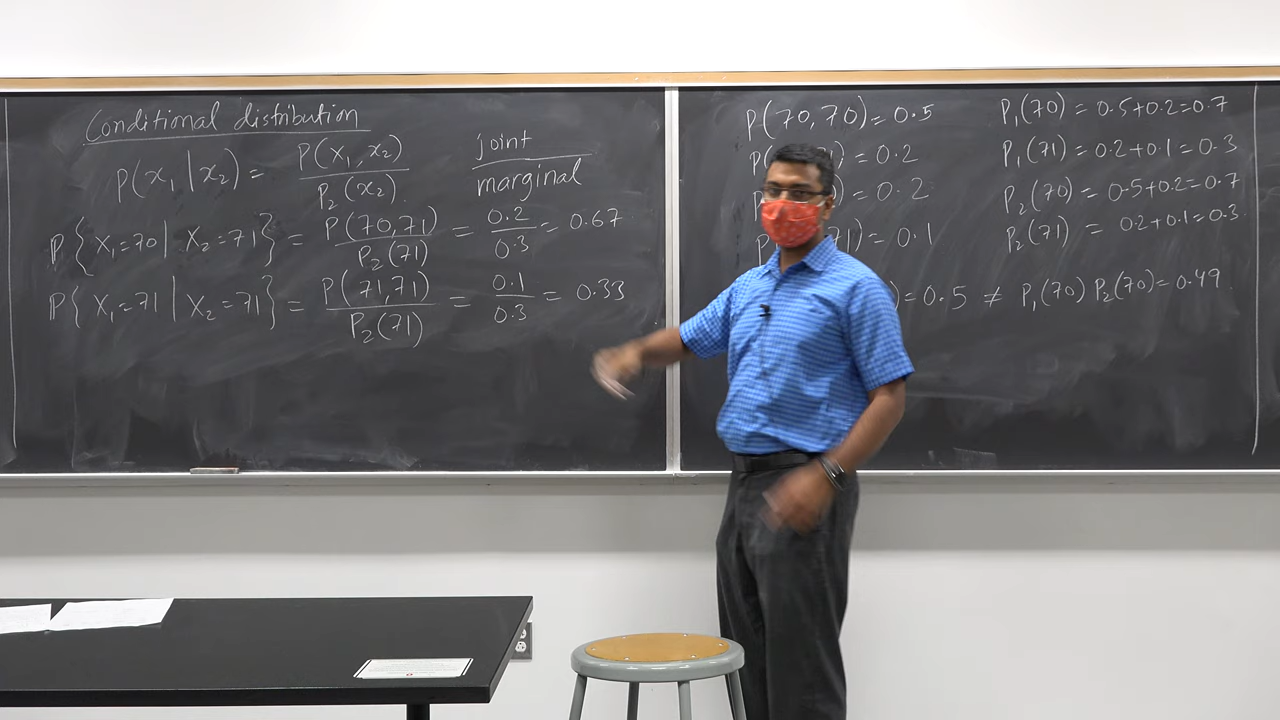 Conditional distribution
P(x₁|x₂) = P(x₁, x₂) / P₂(x₂)
joint / marginal
P{X₁=70 | X₂=71} = P(70,71) / P₂(71) = 0.2 / 0.3 = 0.67
P{X₁=71 | X₂=71} = P(71,71) / P₂(71) = 0.1 / 0.3 = 0.33
P(70,70) = 0.5
) = 0.2
) = 0.2
) = 0.1
) = 0.5 ≠ P₁(70) P₂(70) = 0.49
P₁(70) = 0.5+0.2 = 0.7
P₁(71) = 0.2+0.1 = 0.3
P₂(70) = 0.5+0.2 = 0.7
P₂(71) = 0.2+0.1 = 0.3